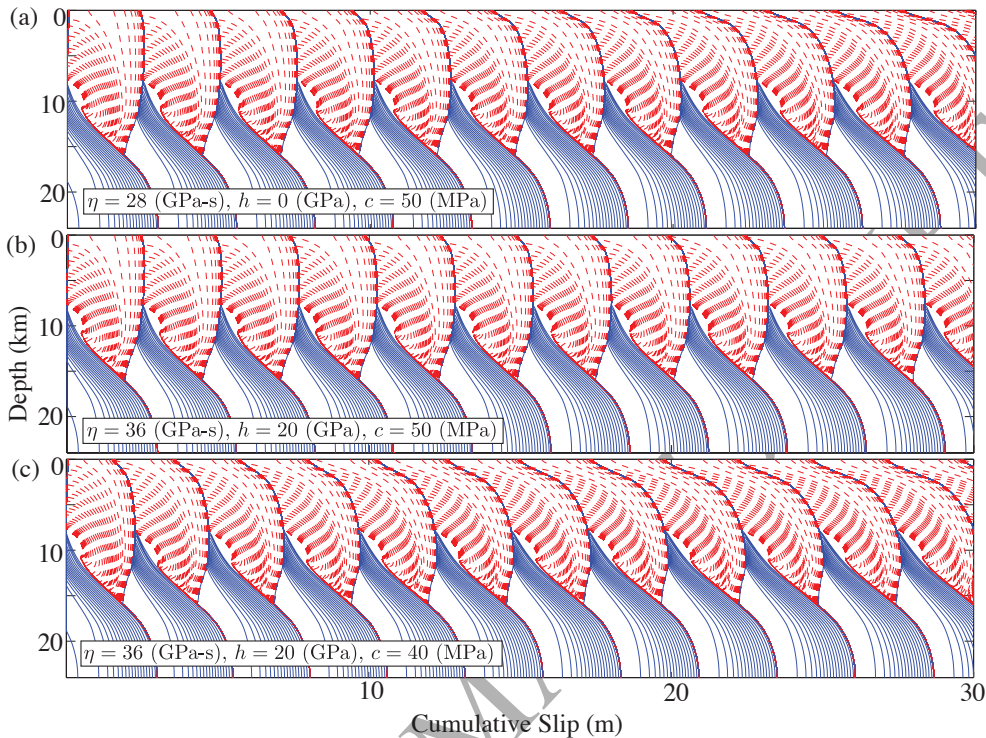 (a)
0
10
20
η = 28 (GPa-s), h = 0 (GPa), c = 50 (MPa)
(b)
0
10
20
η = 36 (GPa-s), h = 20 (GPa), c = 50 (MPa)
Depth (km)
(c)
0
10
20
η = 36 (GPa-s), h = 20 (GPa), c = 40 (MPa)
10
20
30
Cumulative Slip (m)